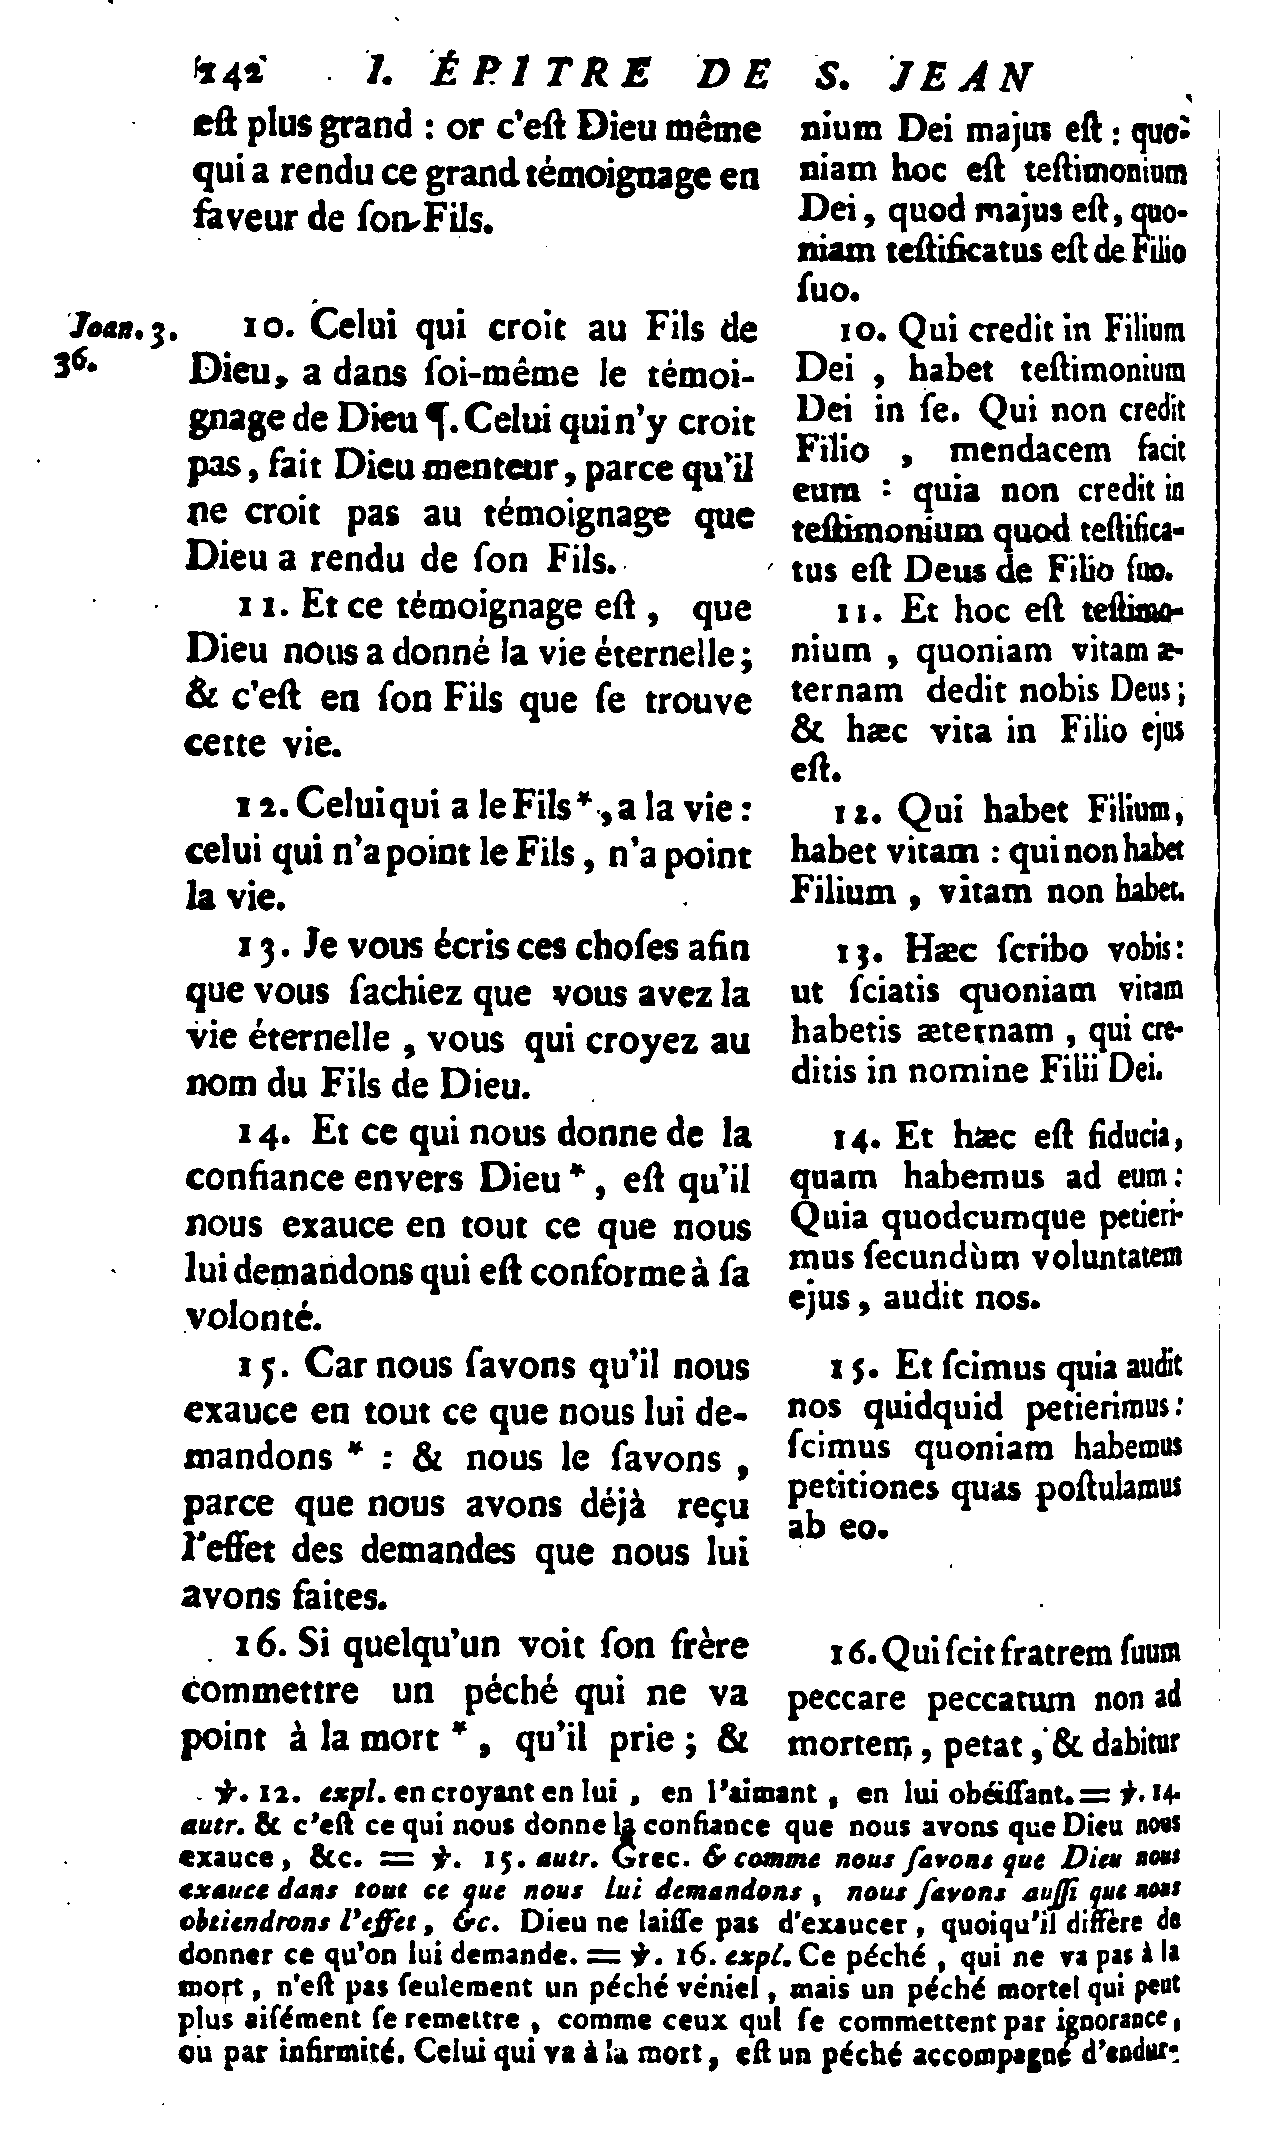 142 I. ÉPITRE DE S. JEAN
eſt plus grand : or c'eſt Dieu même
qui a rendu ce grand témoignage en
faveur de ſon Fils.
Joan. 3.
36.
10. Celui qui croit au Fils de
Dieu, a dans ſoi-même le témoi-
gnage de Dieu ¶. Celui qui n'y croit
pas, fait Dieu menteur, parce qu'il
ne croit pas au témoignage que
Dieu a rendu de ſon Fils.
11. Et ce témoignage eſt, que
Dieu nous a donné la vie éternelle;
& c'eſt en ſon Fils que ſe trouve
cette vie.
12. Celui qui a le Fils *, a la vie :
celui qui n'a point le Fils, n'a point
la vie.
13. Je vous écris ces choſes afin
que vous ſachiez que vous avez la
vie éternelle, vous qui croyez au
nom du Fils de Dieu.
14. Et ce qui nous donne de la
confiance envers Dieu *, eſt qu'il
nous exauce en tout ce que nous
lui demandons qui eſt conforme à ſa
volonté.
15. Car nous ſavons qu'il nous
exauce en tout ce que nous lui de-
mandons * : & nous le ſavons,
parce que nous avons déjà reçu
l'effet des demandes que nous lui
avons faites.
16. Si quelqu'un voit ſon frère
commettre un péché qui ne va
point à la mort *, qu'il prie ; &
nium Dei majus eſt : quo-
niam hoc eſt teſtimonium
Dei, quod majus eſt, quo-
niam teſtificatus eſt de Filio
ſuo.
10. Qui credit in Filium
Dei, habet teſtimonium
Dei in ſe. Qui non credit
Filio, mendacem facit
eum : quia non credit in
teſtimonium quod teſtifica-
tus eſt Deus de Filio ſuo.
11. Et hoc eſt teſtimo-
nium, quoniam vitam æ-
ternam dedit nobis Deus;
& hæc vita in Filio ejus
eſt.
12. Qui habet Filium,
habet vitam : qui non habet
Filium, vitam non habet.
13. Hæc ſcribo vobis:
ut ſciatis quoniam vitam
habetis æternam, qui cre-
ditis in nomine Filii Dei.
14. Et hæc eſt fiducia,
quam habemus ad eum:
Quia quodcumque petieri-
mus ſecundùm voluntatem
ejus, audit nos.
15. Et ſcimus quia audit
nos quidquid petierimus:
ſcimus quoniam habemus
petitiones quas poſtulamus
ab eo.
16. Qui ſcit fratrem ſuum
peccare peccatum non ad
mortem, petat, & dabitur
℣. 12. expl. en croyant en lui, en l'aimant, en lui obéiſſant. = ℣. 14.
autr. & c'eſt ce qui nous donne la confiance que nous avons que Dieu nous
exauce, &c. = ℣. 15. autr. Grec. & comme nous ſavons que Dieu nous
exauce dans tout ce que nous lui demandons, nous ſavons auſſi que nous
obtiendrons l'effet, &c. Dieu ne laiſſe pas d'exaucer, quoiqu'il diffère de
donner ce qu'on lui demande. = ℣. 16. expl. Ce péché, qui ne va pas à la
mort, n'eſt pas ſeulement un péché véniel, mais un péché mortel qui peut
plus aiſément ſe remettre, comme ceux qui ſe commettent par ignorance,
ou par infirmité. Celui qui va à la mort, eſt un péché accompagné d'endur-